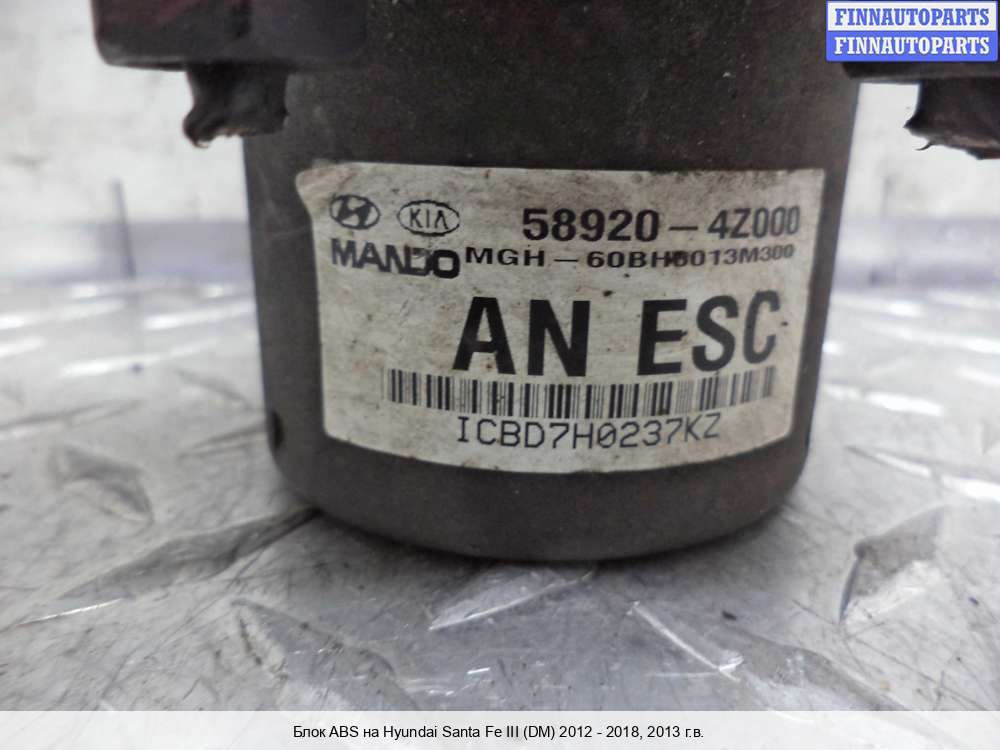 FINNAUTOPARTS
FINNAUTOPARTS
KIA 58920-4Z000
MANDO MGH-60BH0013M300
AN ESC
ICBD7H0237KZ
Блок ABS на Hyundai Santa Fe III (DM) 2012 - 2018, 2013 г.в.